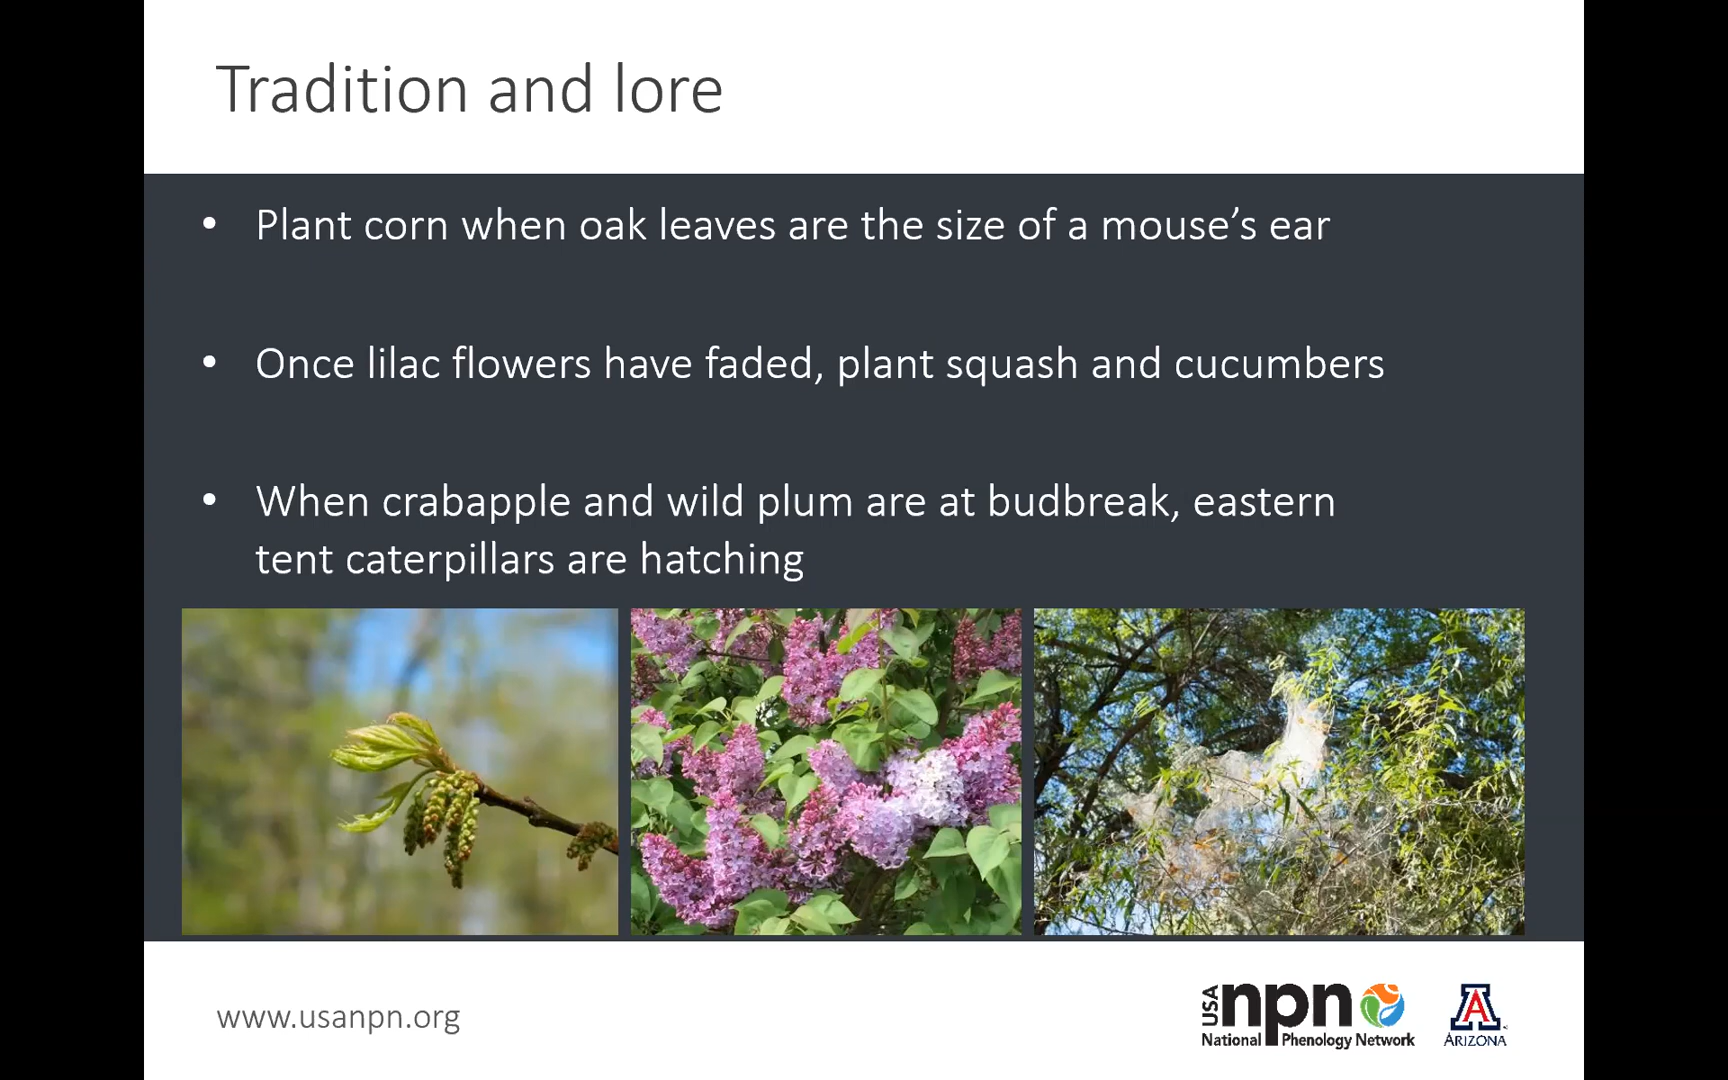 Tradition and lore
• Plant corn when oak leaves are the size of a mouse’s ear
• Once lilac flowers have faded, plant squash and cucumbers
• When crabapple and wild plum are at budbreak, eastern
tent caterpillars are hatching
www.usanpn.org
USA npn
National Phenology Network
A
ARIZONA